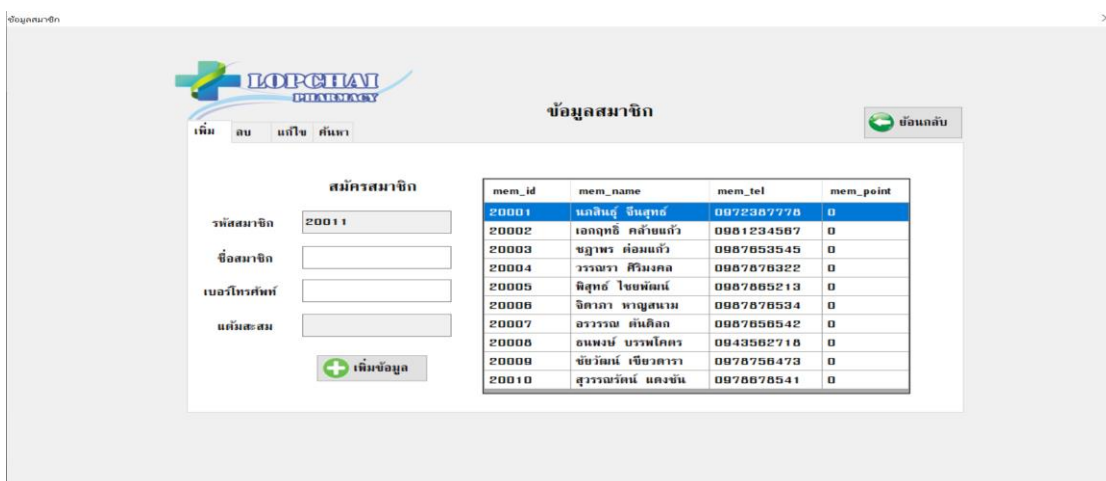 ข้อมูลสมาชิก
LOPCHAI
PHARMACY
ข้อมูลสมาชิก
ย้อนกลับ
เพิ่ม ลบ แก้ไข ค้นหา
สมัครสมาชิก
รหัสสมาชิก 20011
ชื่อสมาชิก
เบอร์โทรศัพท์
แต้มสะสม
เพิ่มข้อมูล
mem_id mem_name mem_tel mem_point
20001 นภสินธุ์ จีนสุทธ์ 0972387778 0
20002 เอกฤทธิ์ คล้ายแก้ว 0981234567 0
20003 ชฎาพร ต่อมแก้ว 0987653545 0
20004 วรรณรา ศิริมงคล 0987876322 0
20005 พิสุทธ์ ไชยพัฒน์ 0987865213 0
20006 จิดาภา หาญสนาม 0987876534 0
20007 อรวรรณ ตันติลก 0987656542 0
20008 ธนพงษ์ บรรพโคตร 0943562718 0
20009 ชัยวัฒน์ เขียวดารา 0978756473 0
20010 สุวรรณรัตน์ แดงขัน 0978678541 0